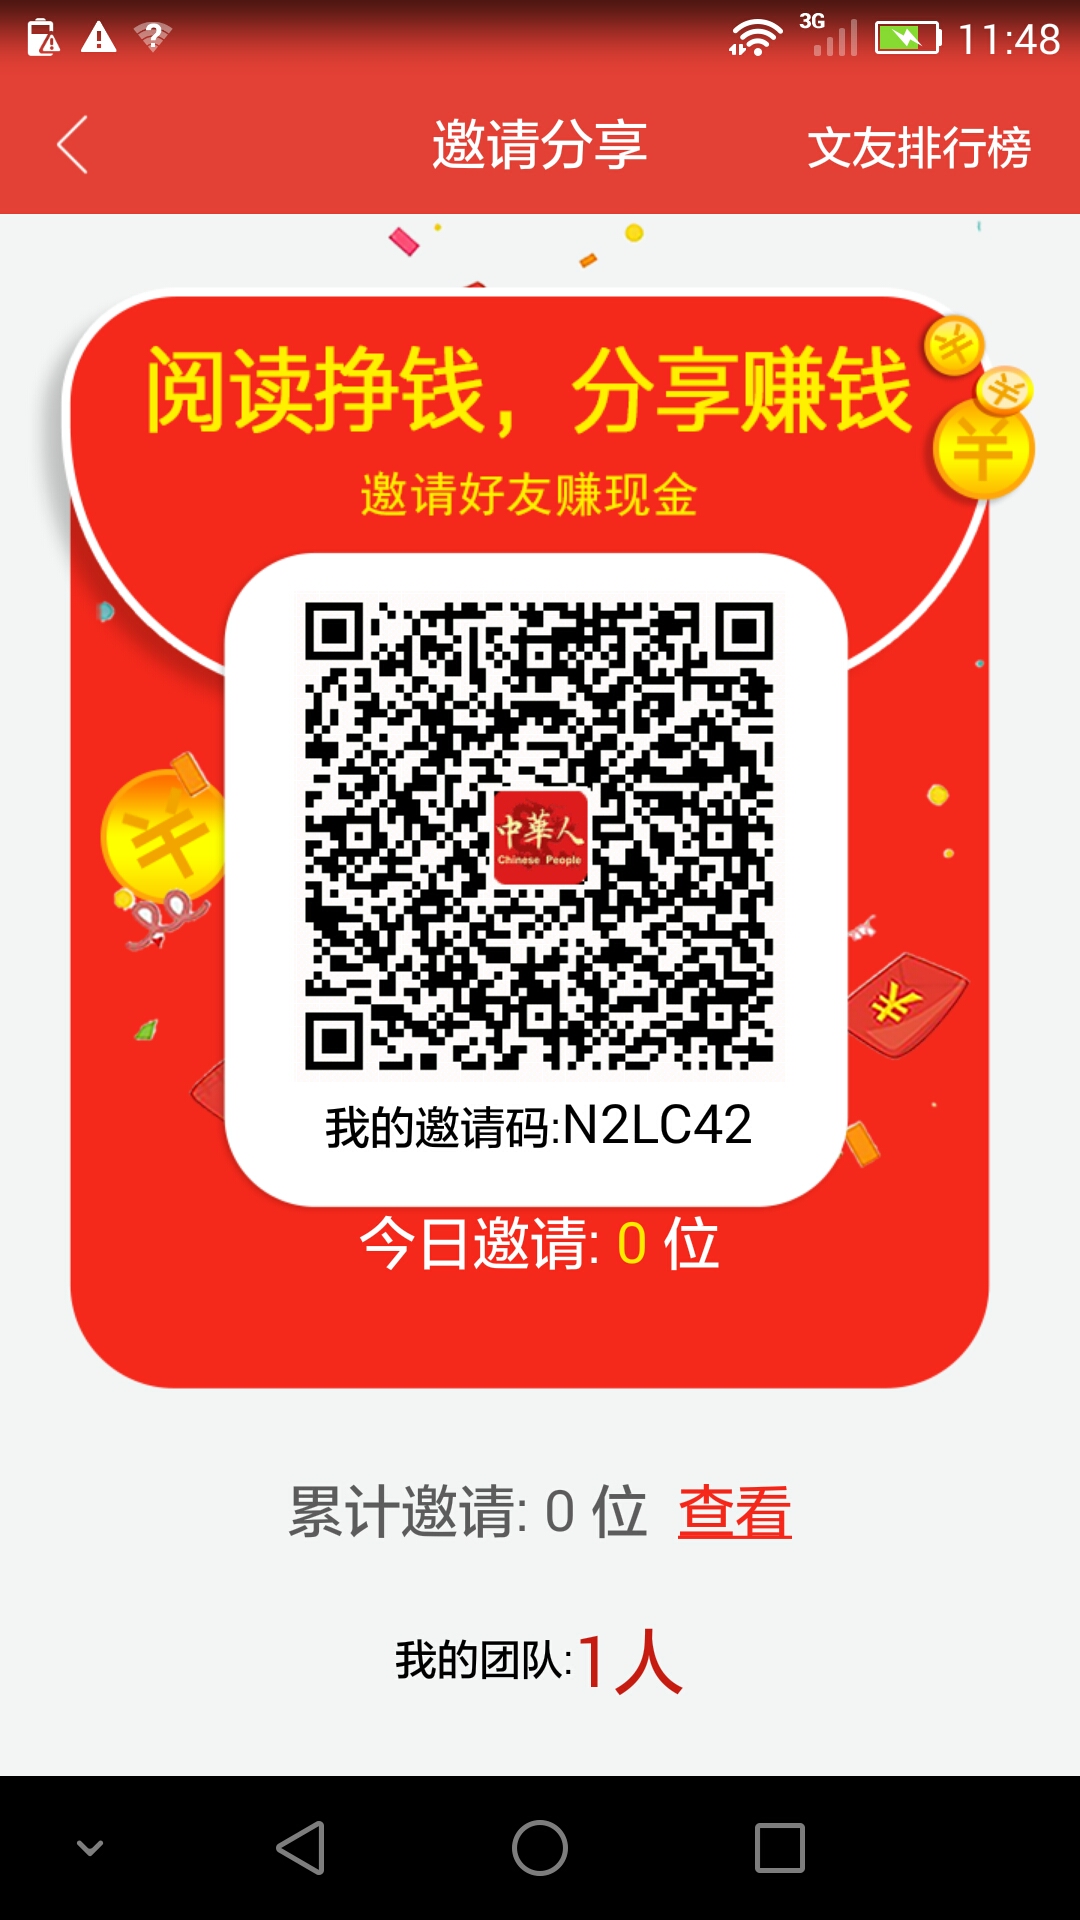 3G 11:48
邀请分享 文友排行榜
阅读挣钱，分享赚钱
邀请好友赚现金
中華人
Chinese People
我的邀请码:N2LC42
今日邀请: 0 位
累计邀请: 0 位 查看
我的团队:1人